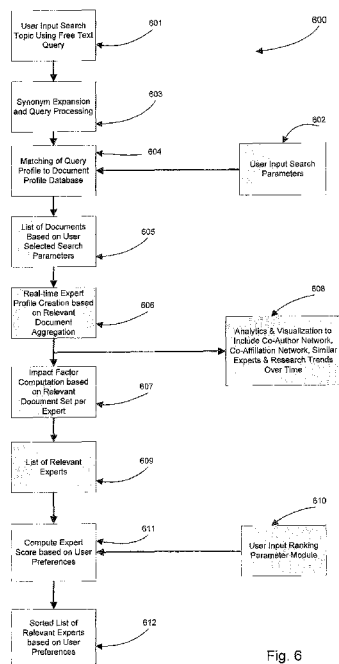 User Input Search
Topic Using Free Text
Query
601
600
Synonym Expansion
and Query Processing
603
604
602
Matching of Query
Profile to Document
Profile Database
User Input Search
Parameters
List of Documents
Based on User
Selected Search
Parameters
605
Real-time Expert
Profile Creation based
on Relevant
Document
Aggregation
606
608
Analytics & Visualization to
Include Co-Author Network,
Co-Affiliation Network, Similar
Experts & Research Trends
Over Time
Impact Factor
Computation based on
Relevant
Document Set per
Expert
607
List of Relevant
Experts
609
610
611
Compute Expert
Score based on User
Preferences
User Input Ranking
Parameter Module
Sorted List of
Relevant Experts
based on User
Preferences
612
Fig. 6